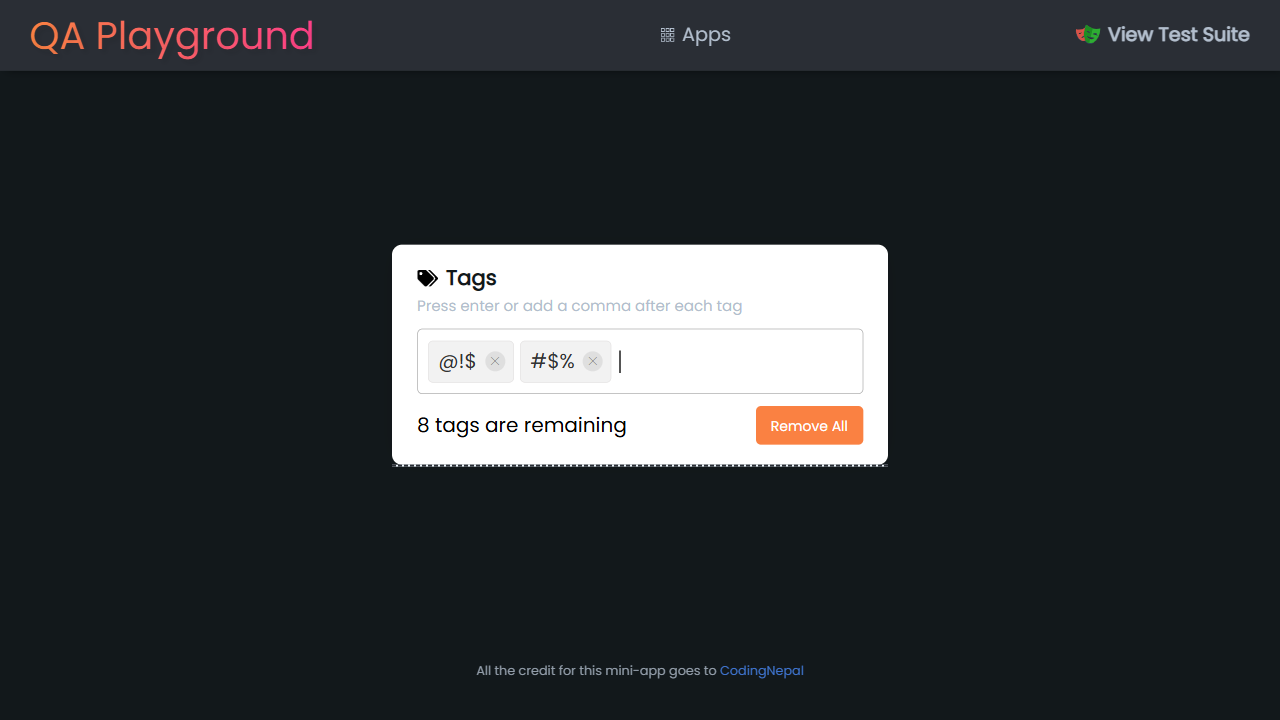 QA Playground
Apps
View Test Suite
Tags
Press enter or add a comma after each tag
@!$ #$%
8 tags are remaining
Remove All
All the credit for this mini-app goes to CodingNepal